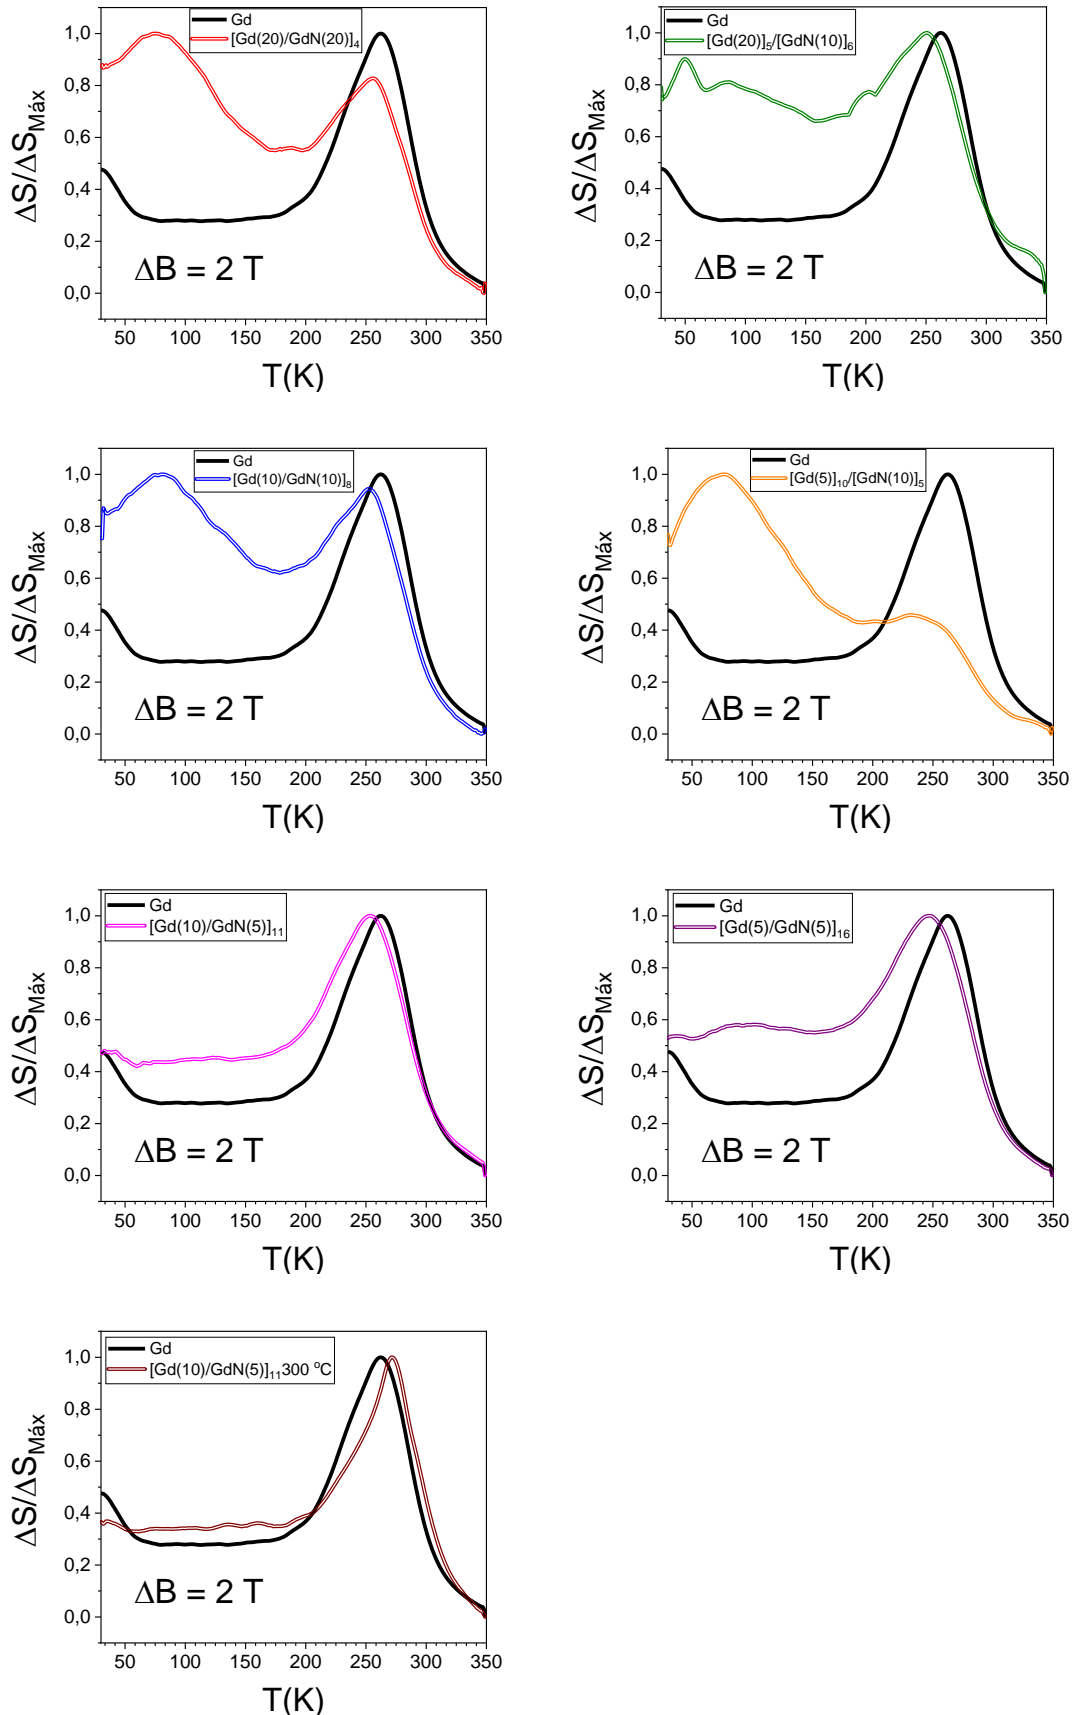 Gd
[Gd(20)/GdN(20)]4
ΔS/ΔSMáx
1,0
0,8
0,6
0,4
0,2
0,0
ΔB = 2 T
50 100 150 200 250 300 350
T(K)
Gd
[Gd(20)]5/[GdN(10)]6
ΔS/ΔSMáx
1,0
0,8
0,6
0,4
0,2
0,0
ΔB = 2 T
50 100 150 200 250 300 350
T(K)
Gd
[Gd(10)/GdN(10)]8
ΔS/ΔSMáx
1,0
0,8
0,6
0,4
0,2
0,0
ΔB = 2 T
50 100 150 200 250 300 350
T(K)
Gd
[Gd(5)]10/[GdN(10)]5
ΔS/ΔSMáx
1,0
0,8
0,6
0,4
0,2
0,0
ΔB = 2 T
50 100 150 200 250 300 350
T(K)
Gd
[Gd(10)/GdN(5)]11
ΔS/ΔSMáx
1,0
0,8
0,6
0,4
0,2
0,0
ΔB = 2 T
50 100 150 200 250 300 350
T(K)
Gd
[Gd(5)/GdN(5)]16
ΔS/ΔSMáx
1,0
0,8
0,6
0,4
0,2
0,0
ΔB = 2 T
50 100 150 200 250 300 350
T(K)
Gd
[Gd(10)/GdN(5)]11300 °C
ΔS/ΔSMáx
1,0
0,8
0,6
0,4
0,2
0,0
ΔB = 2 T
50 100 150 200 250 300 350
T(K)